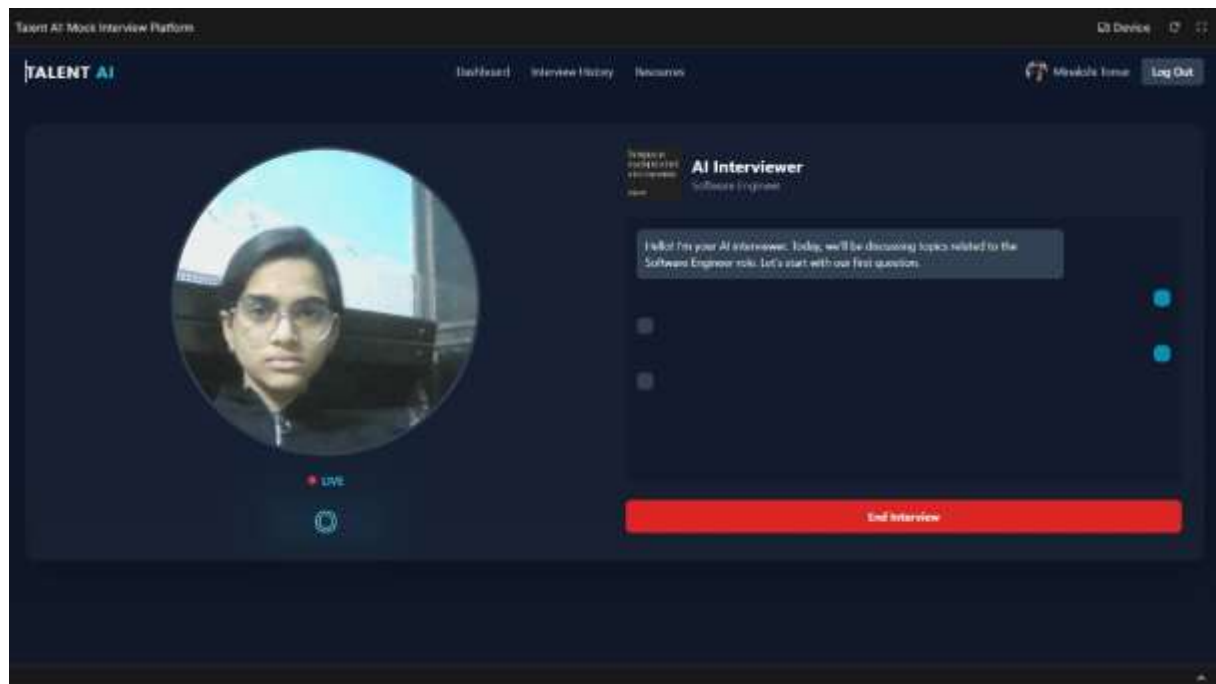 Talent AI: Mock Interview Platform
Device
TALENT AI
Dashboard Interview History Resources
Log Out
AI Interviewer
Software Engineer
Hello! I'm your AI interviewer. Today, we'll be discussing topics related to the
Software Engineer role. Let's start with our first question.
LIVE
End Interview